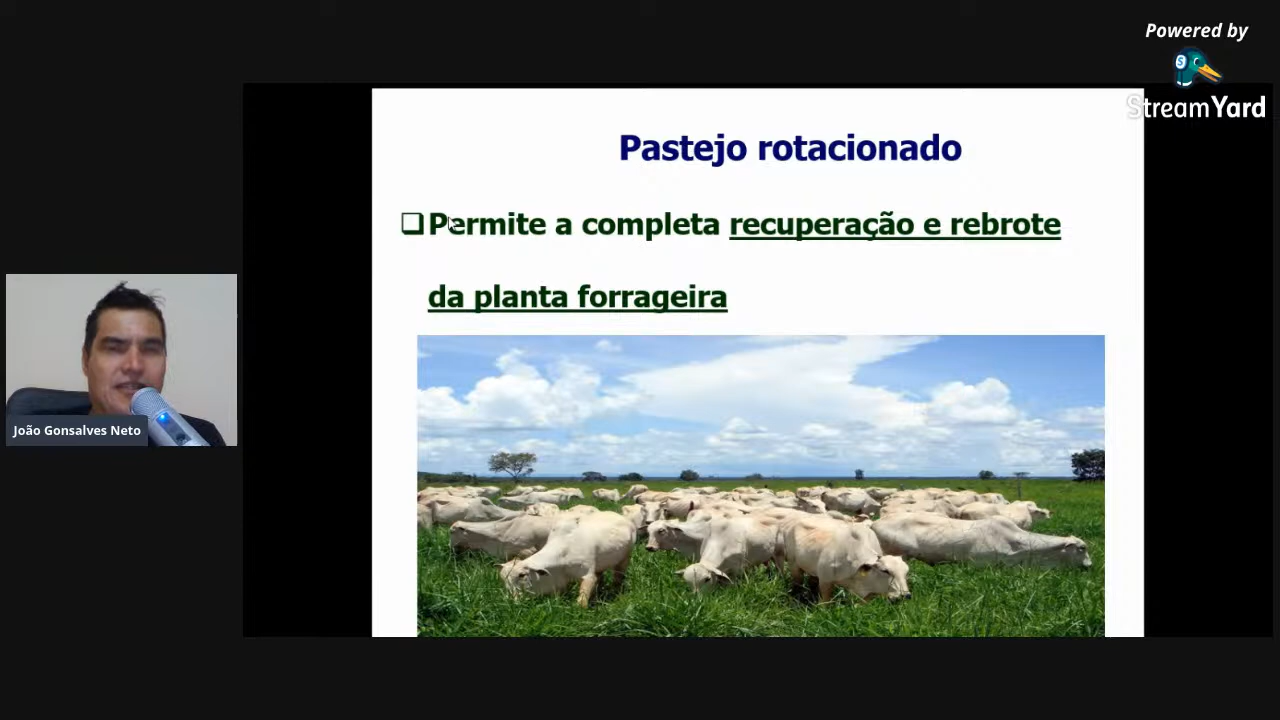 Powered by
StreamYard
Pastejo rotacionado
❑Permite a completa recuperação e rebrote
da planta forrageira
João Gonsalves Neto